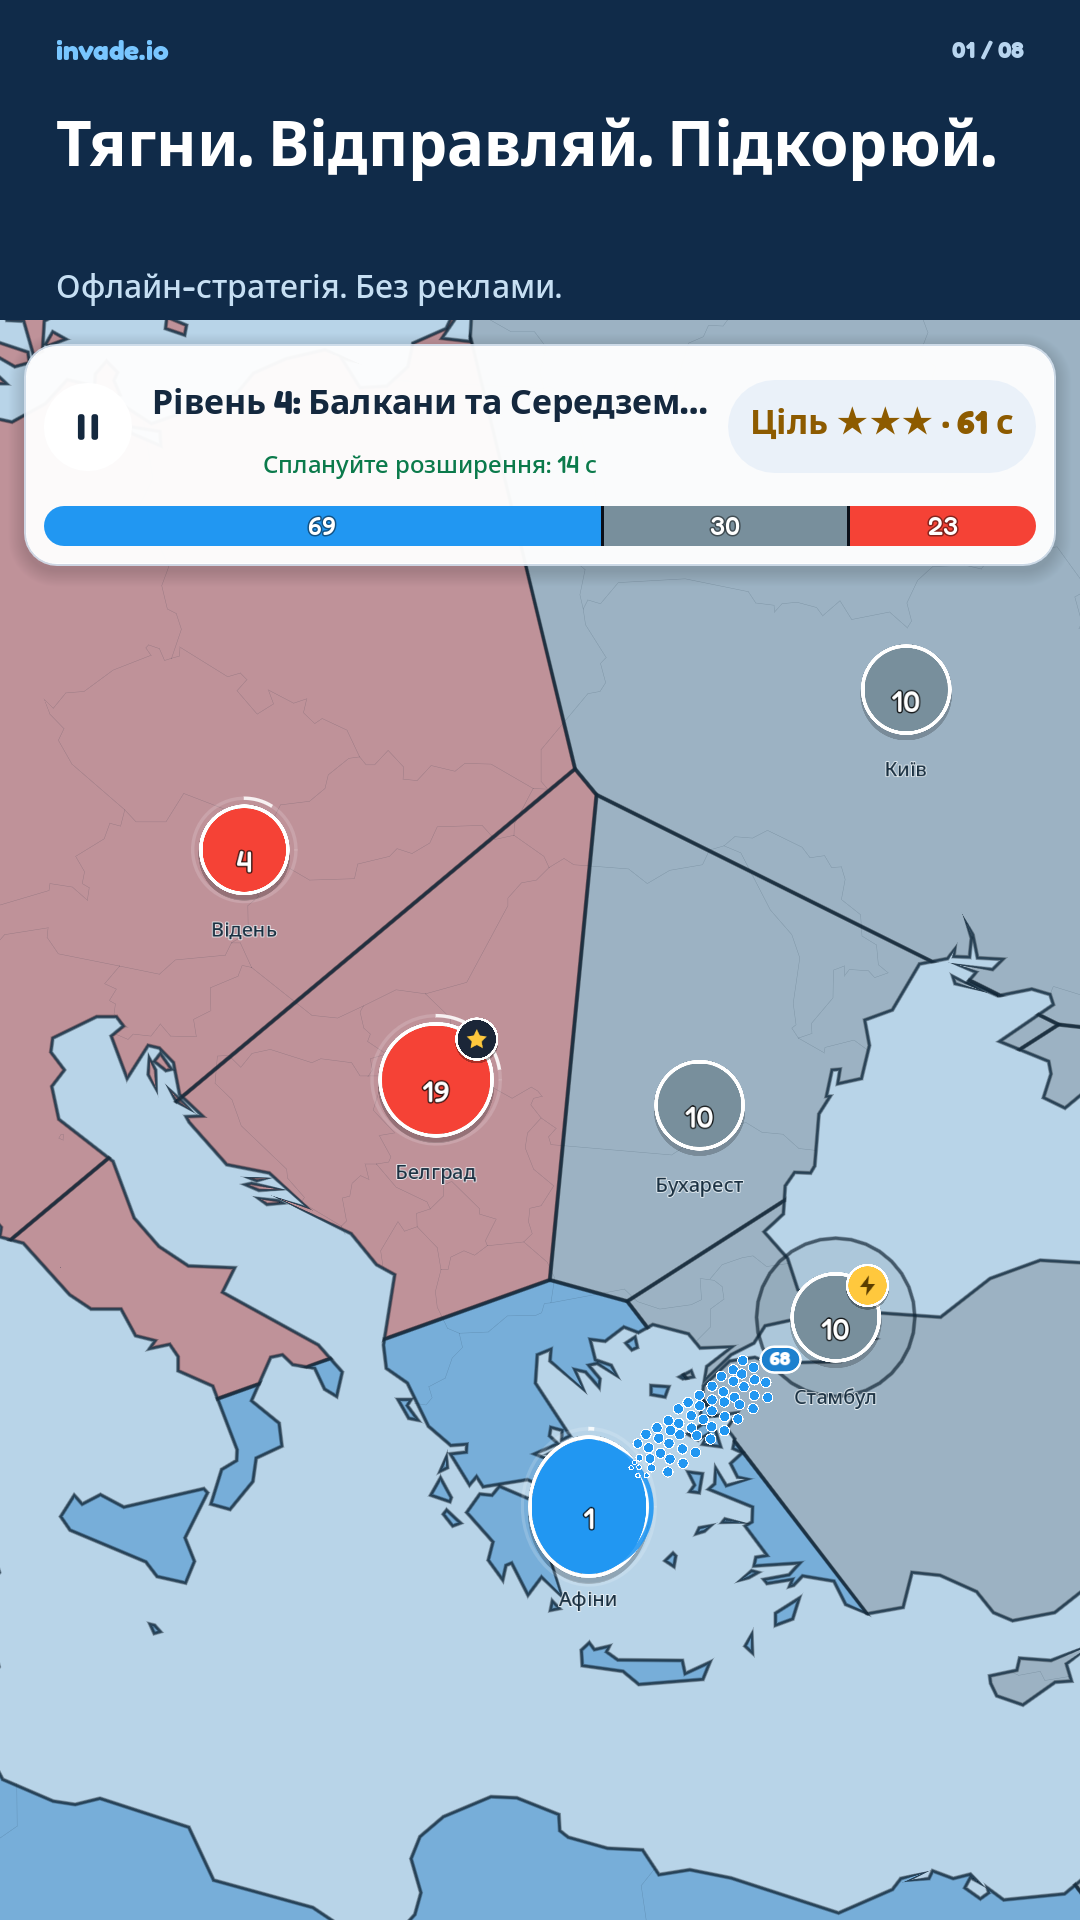 invade.io
01 / 08
Тягни. Відправляй. Підкорюй.
Офлайн-стратегія. Без реклами.
Рівень 4: Балкани та Середзем...
Ціль ★★★ · 61 с
Сплануйте розширення: 14 с
69
30
23
10
Київ
4
Відень
19
Белград
10
Бухарест
10
68
Стамбул
1
Афіни